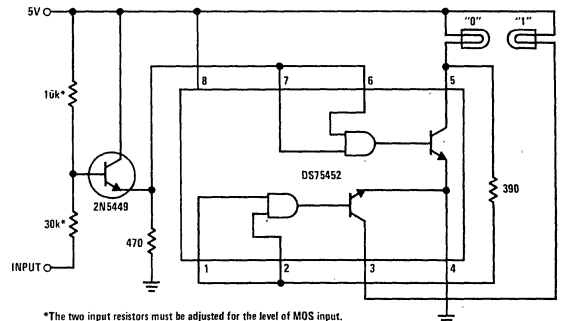 5V
"0" "1"
8 7 6 5
10k*
DS75452
2N5449
390
30k*
470
INPUT
1 2 3 4
*The two input resistors must be adjusted for the level of MOS input.